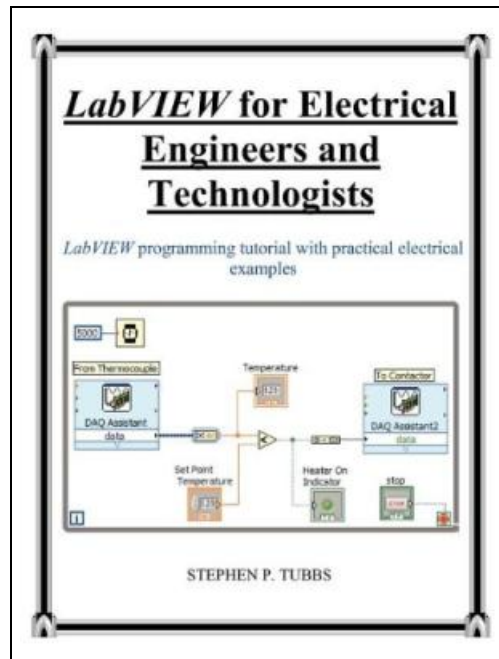 LabVIEW for Electrical
Engineers and
Technologists
LabVIEW programming tutorial with practical electrical
examples
5000
From Thermocouple
Temperature
To Contactor
DAQ Assistant
data
DAQ Assistant2
data
Set Point
Temperature
Heater On
Indicator
stop
i
STEPHEN P. TUBBS